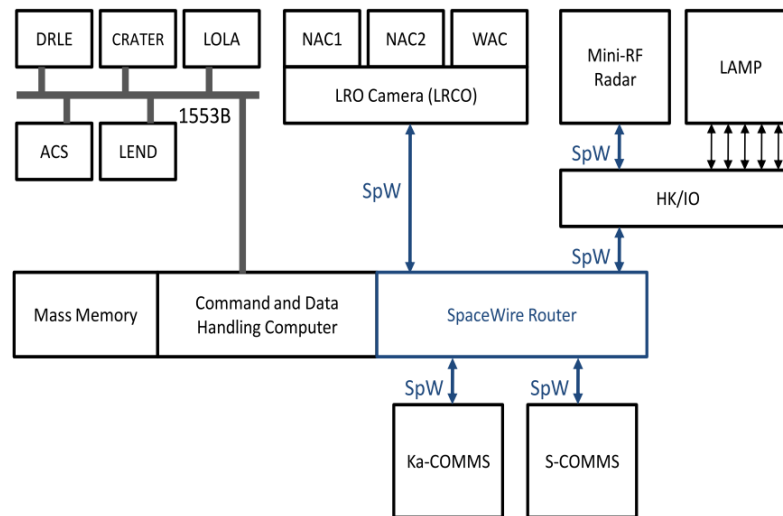 DRLE
CRATER
LOLA
NAC1
NAC2
WAC
Mini-RF
Radar
LAMP
LRO Camera (LRCO)
1553B
ACS
LEND
SpW
SpW
HK/IO
SpW
Mass Memory
Command and Data
Handling Computer
SpaceWire Router
SpW
SpW
Ka-COMMS
S-COMMS